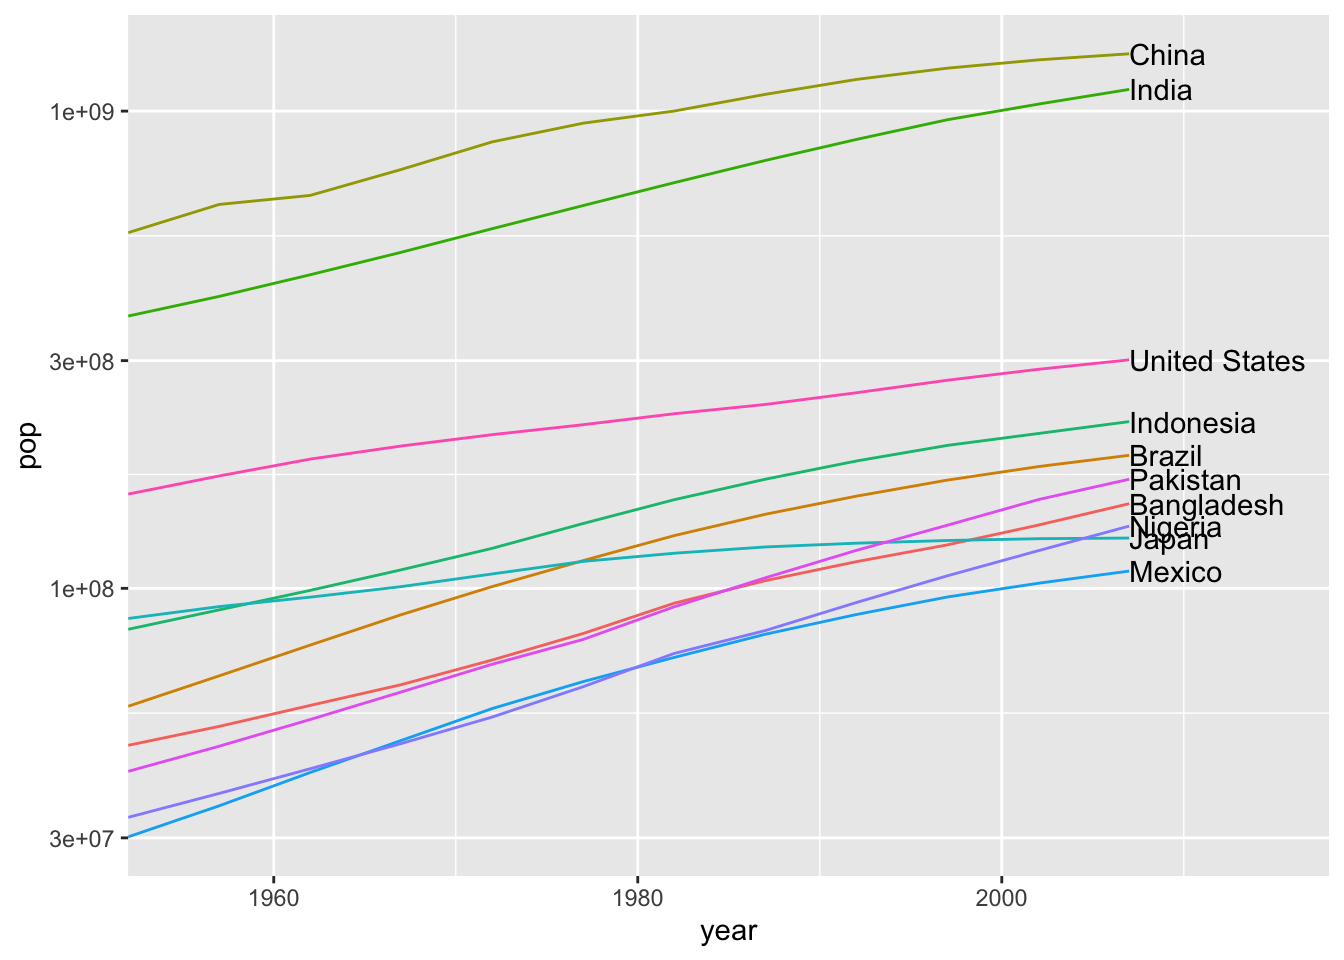 China
India
1e+09
3e+08
United States
Indonesia
Brazil
Pakistan
Bangladesh
Nigeria
Japan
Mexico
1e+08
3e+07
pop
1960
1980
2000
year